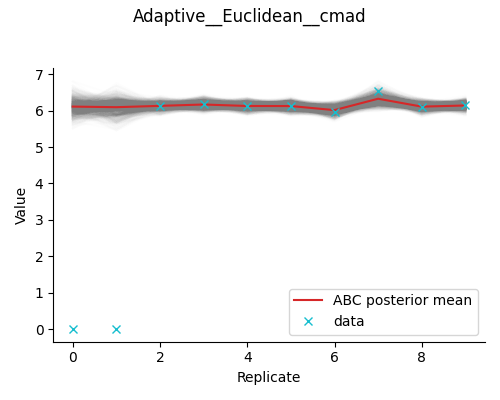 Adaptive__Euclidean__cmad
7
6
5
4
3
2
1
0
Value
0 2 4 6 8
Replicate
ABC posterior mean
data